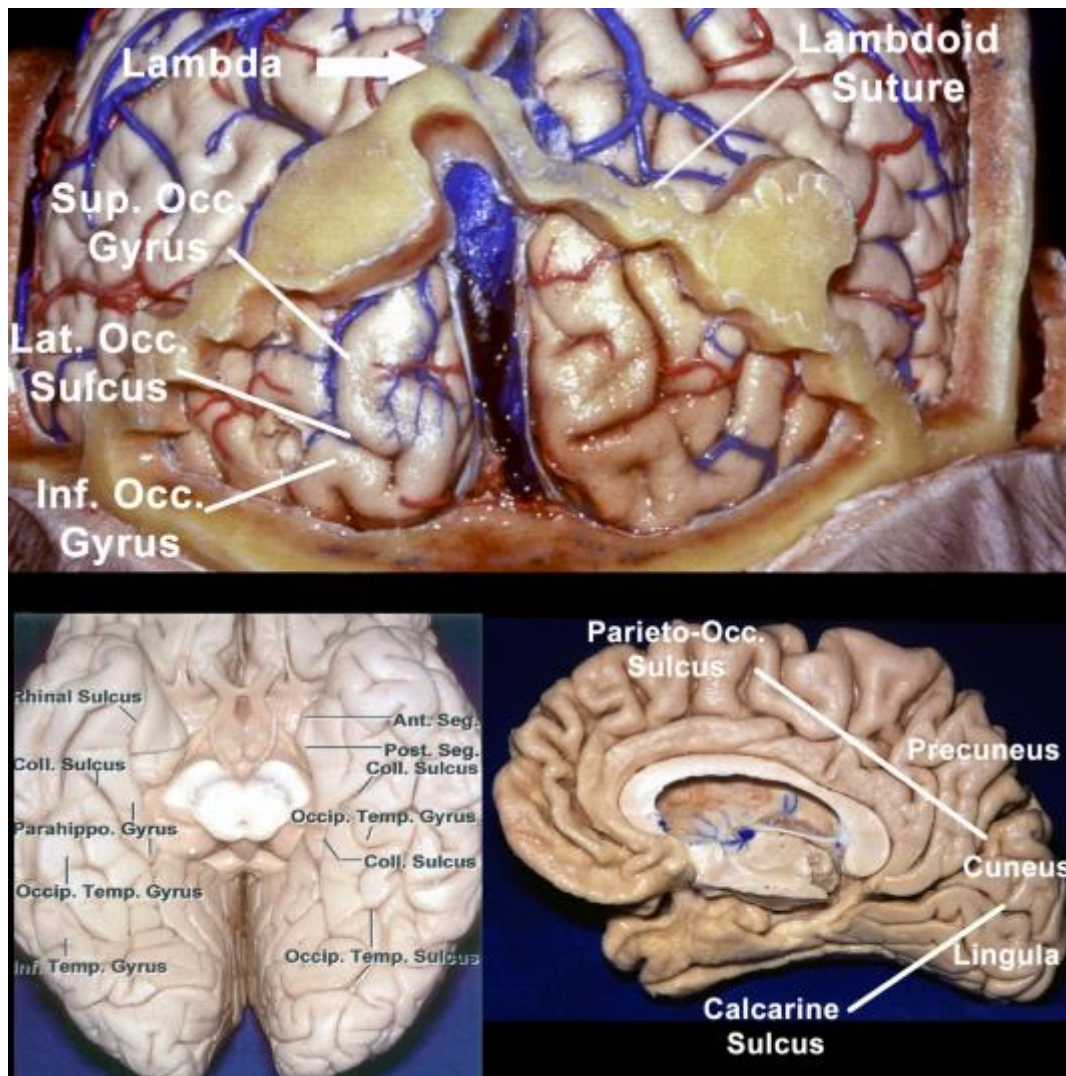 Lambda
Lambdoid
Suture
Sup. Occ.
Gyrus
Lat. Occ.
Sulcus
Inf. Occ.
Gyrus
Rhinal Sulcus
Coll. Sulcus
Parahippo. Gyrus
Occip. Temp. Gyrus
Inf. Temp. Gyrus
Ant. Seg.
Post. Seg.
Coll. Sulcus
Occip. Temp. Gyrus
Coll. Sulcus
Occip. Temp. Sulcus
Parieto-Occ.
Sulcus
Precuneus
Cuneus
Lingula
Calcarine
Sulcus